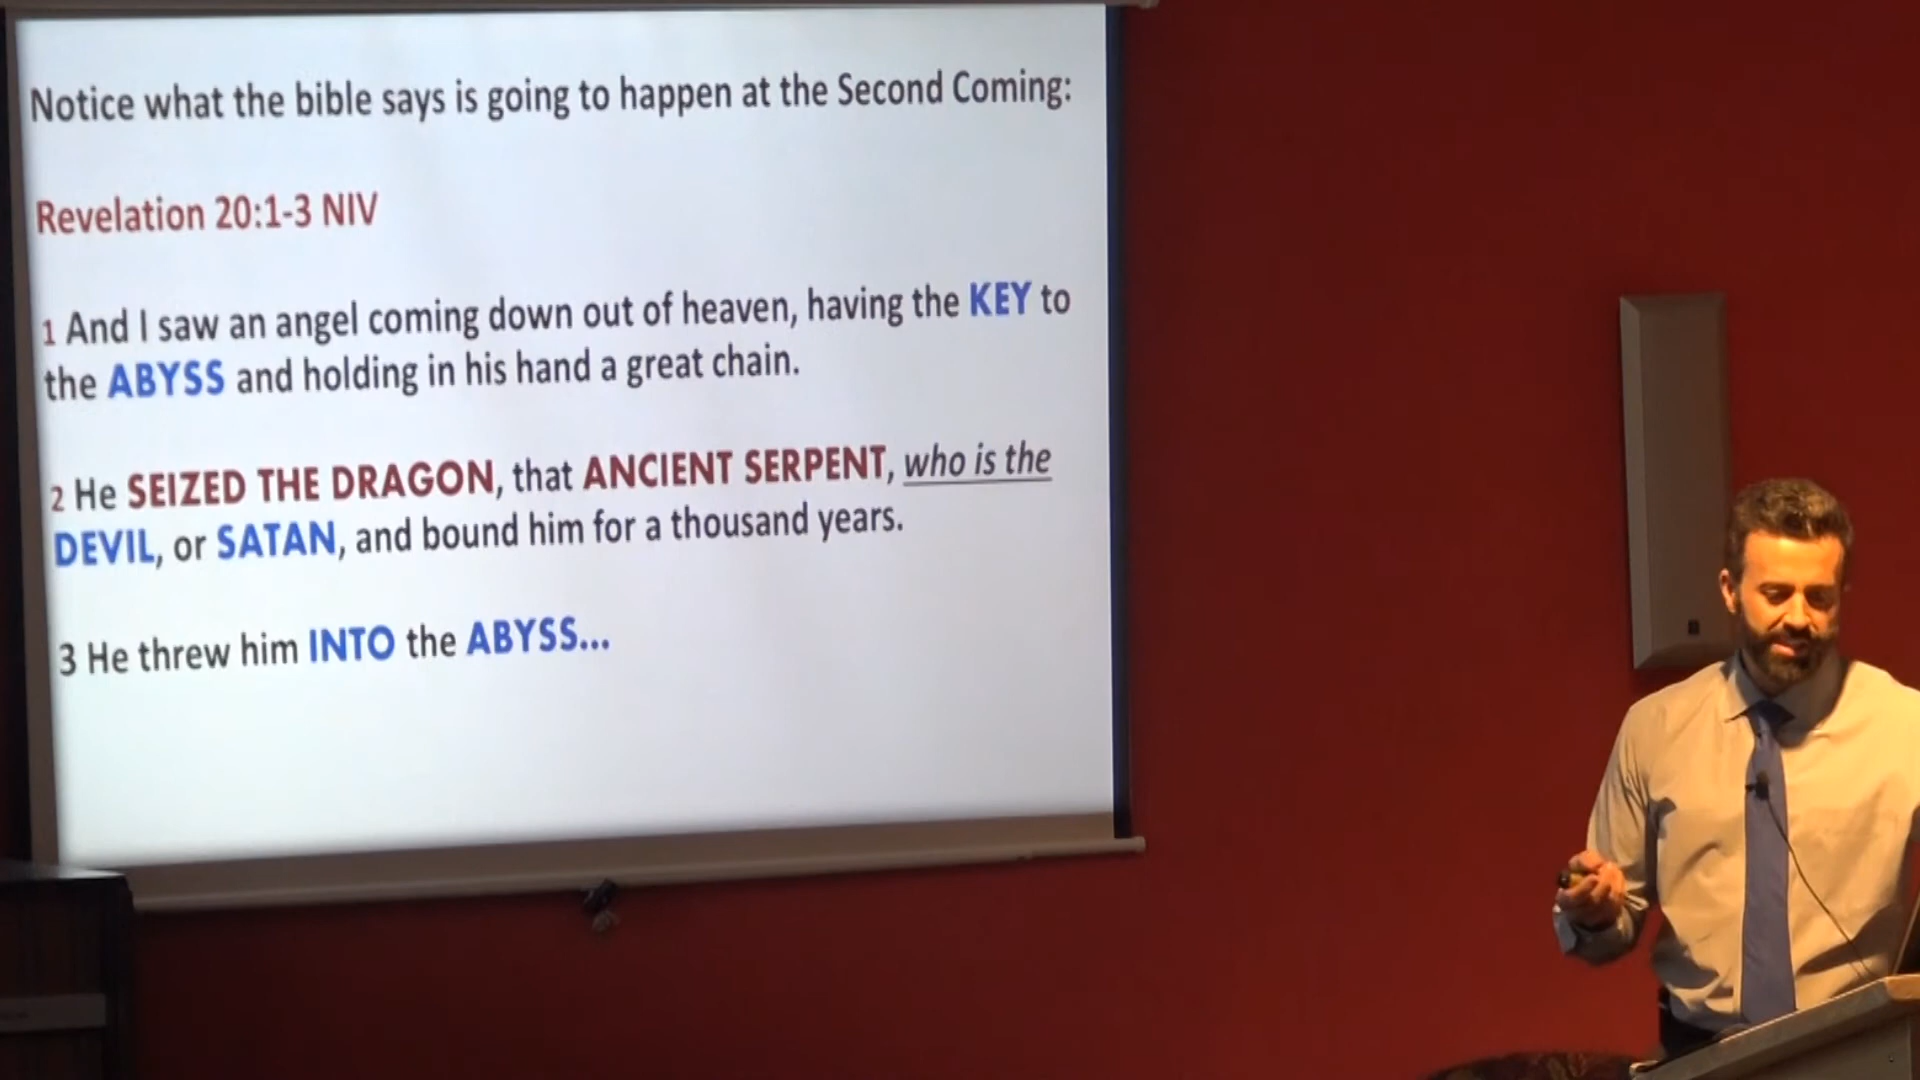 Notice what the bible says is going to happen at the Second Coming:
Revelation 20:1-3 NIV
1 And I saw an angel coming down out of heaven, having the KEY to
the ABYSS and holding in his hand a great chain.
2 He SEIZED THE DRAGON, that ANCIENT SERPENT, who is the
DEVIL, or SATAN, and bound him for a thousand years.
3 He threw him INTO the ABYSS...